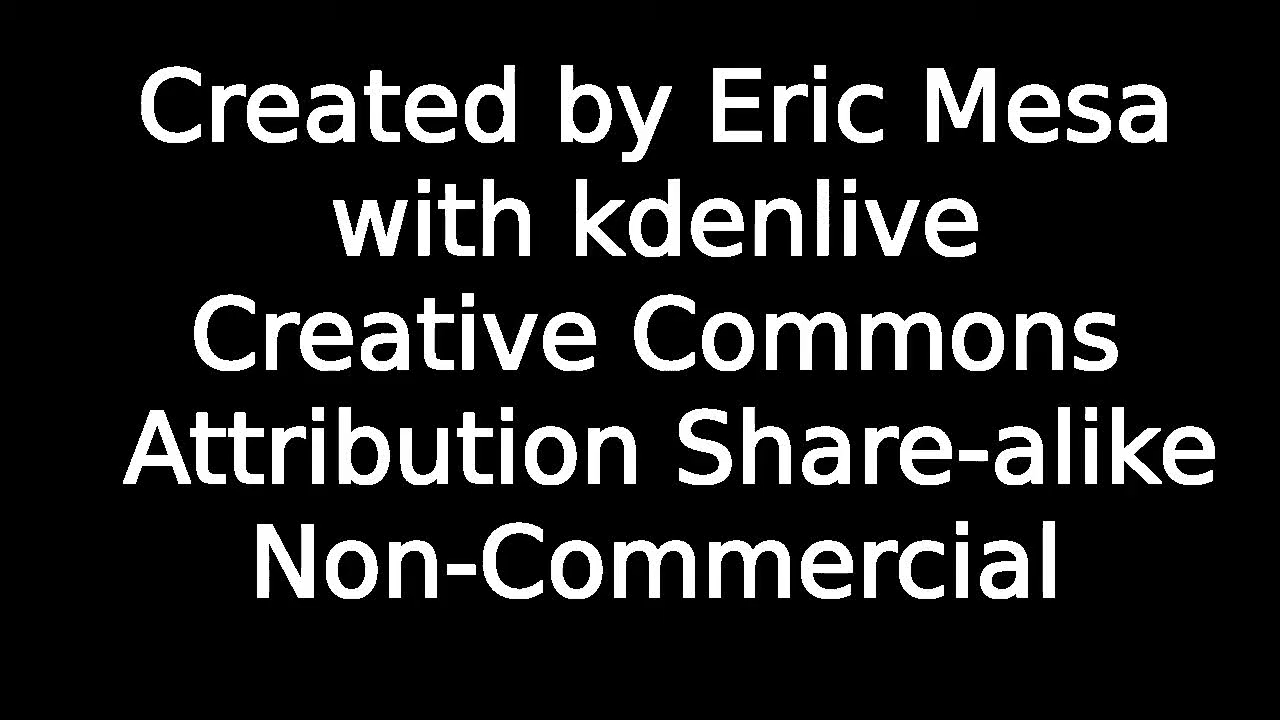 Created by Eric Mesa
with kdenlive
Creative Commons
Attribution Share-alike
Non-Commercial